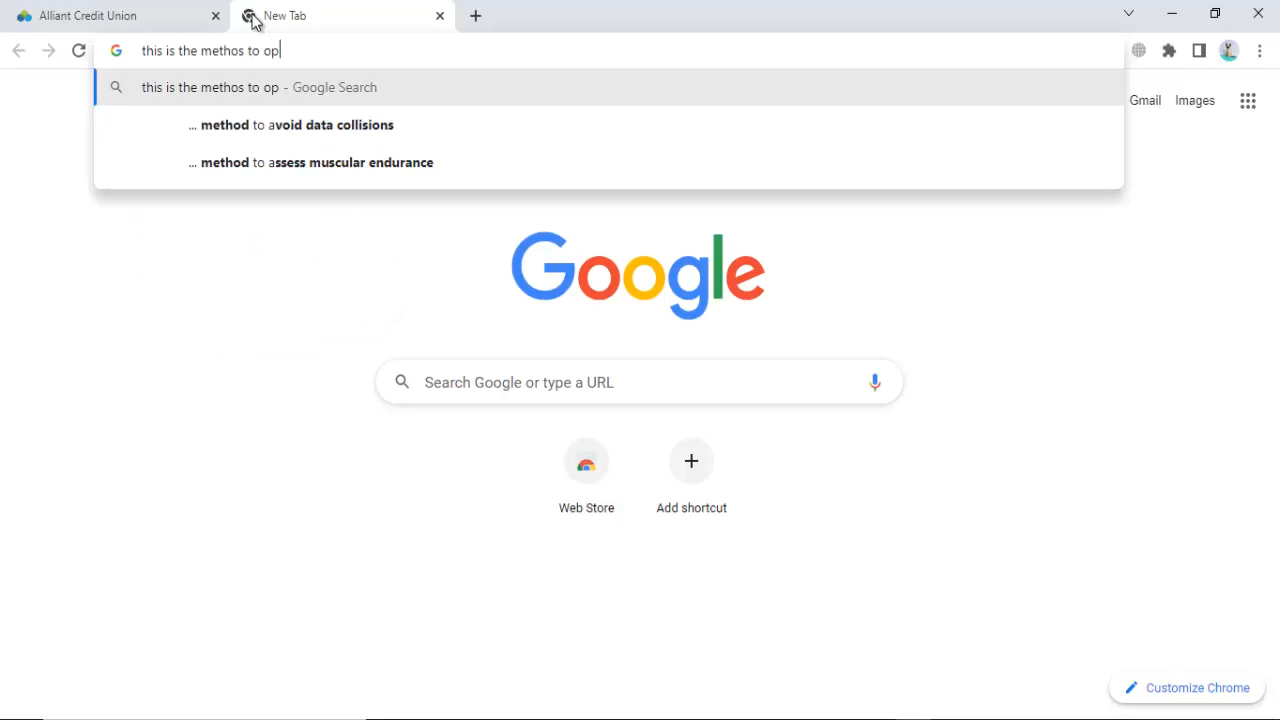 Alliant Credit Union
New Tab
this is the methos to op
this is the methos to op - Google Search
... method to avoid data collisions
... method to assess muscular endurance
Gmail Images
Google
Search Google or type a URL
Web Store
Add shortcut
Customize Chrome